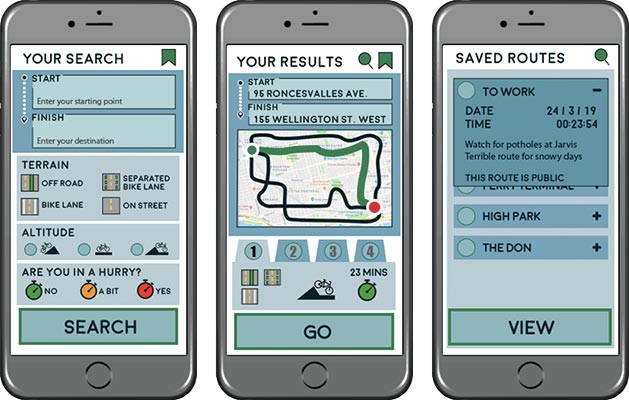 YOUR SEARCH
START
Enter your starting point
FINISH
Enter your destination
TERRAIN
OFF ROAD
SEPARATED
BIKE LANE
BIKE LANE
ON STREET
ALTITUDE
ARE YOU IN A HURRY?
NO
A BIT
YES
SEARCH
YOUR RESULTS
START
95 RONCESVALLES AVE.
FINISH
155 WELLINGTON ST. WEST
1
2
3
4
23 MINS
GO
SAVED ROUTES
TO WORK
DATE 24/3/19
TIME 00:23:54
Watch for potholes at Jarvis
Terrible route for snowy days
THIS ROUTE IS PUBLIC
FERRY TERMINAL
HIGH PARK
THE DON
VIEW